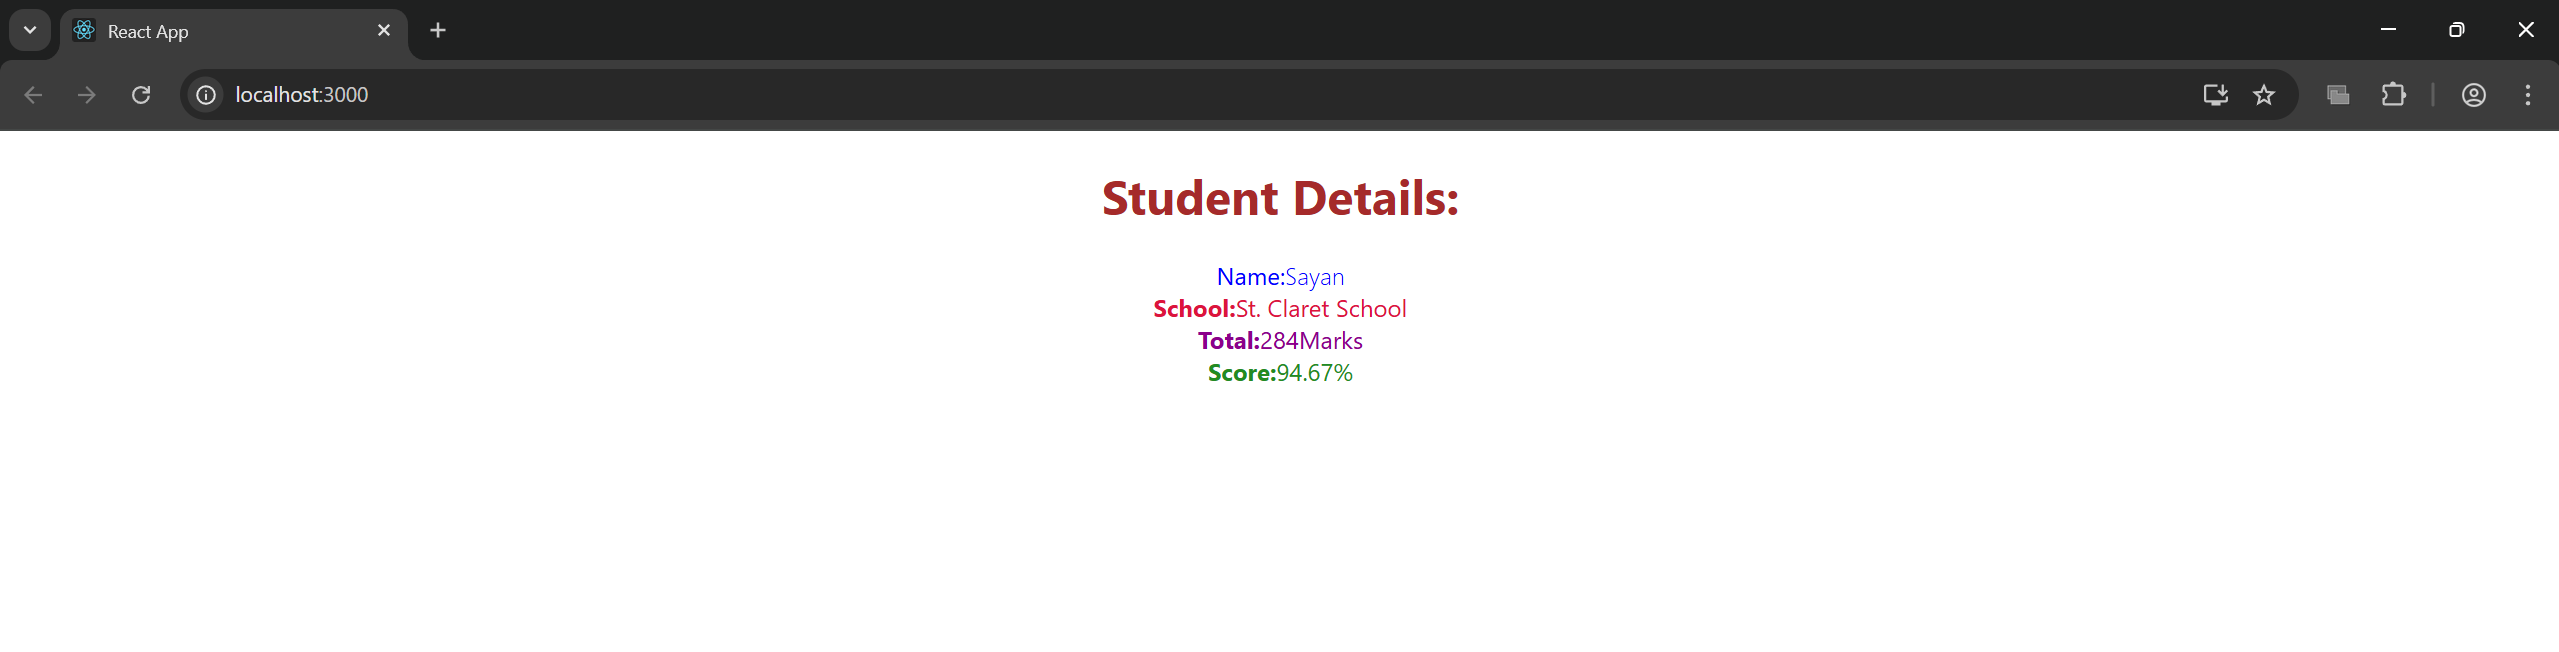 React App
localhost:3000
Student Details:
Name:Sayan
School:St. Claret School
Total:284Marks
Score:94.67%